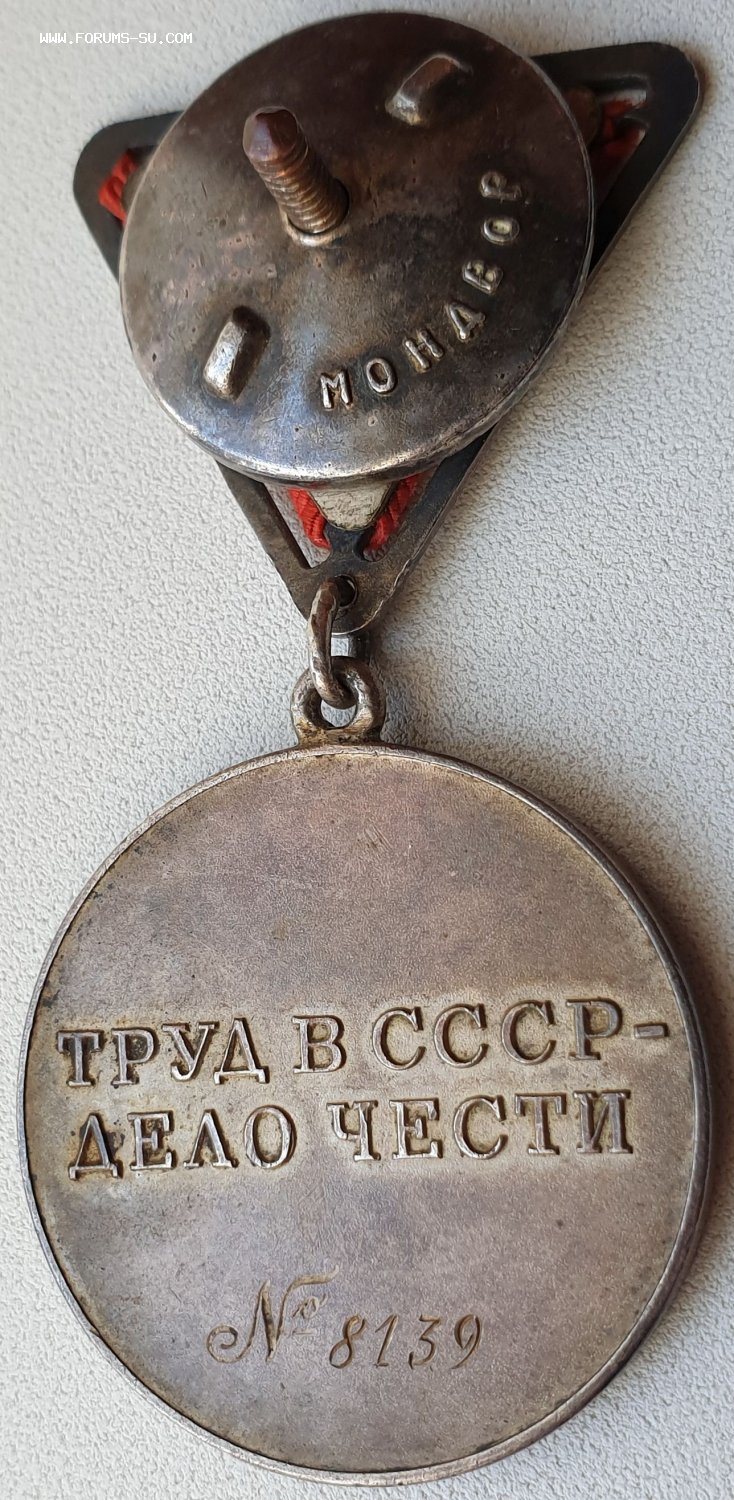 WWW.FORUMS-SU.COM
МОНДВОР
ТРУД В СССР-
ДЕЛО ЧЕСТИ
№ 8139